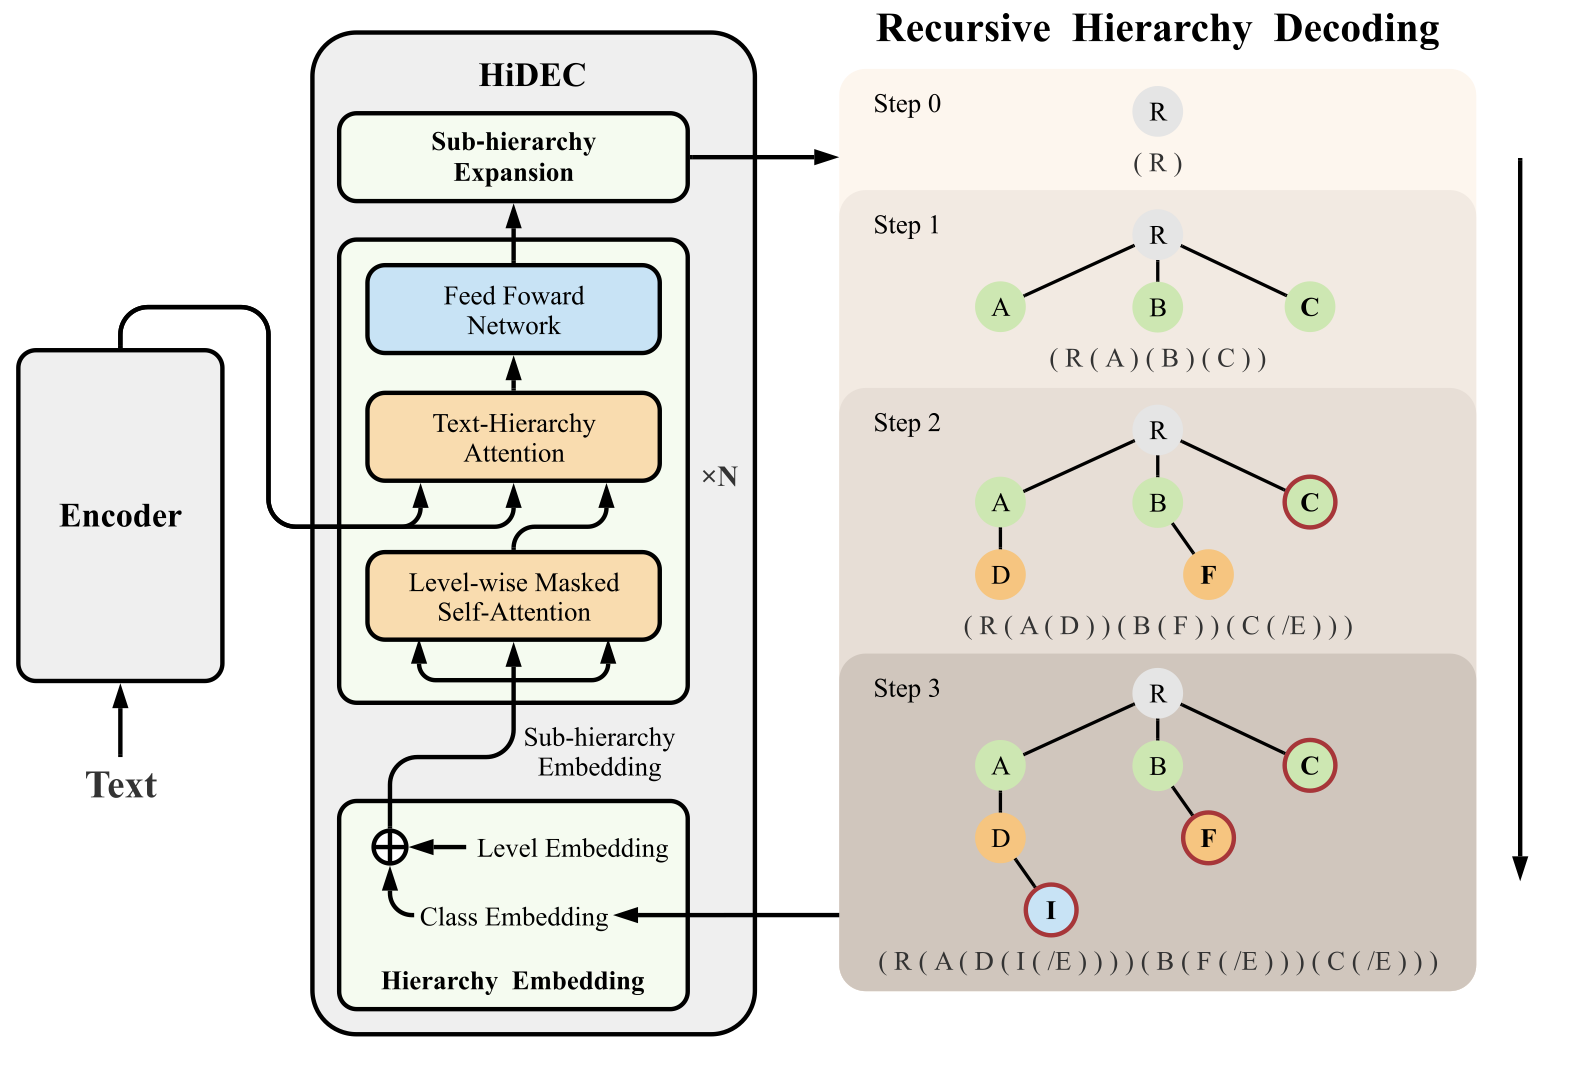 Recursive Hierarchy Decoding
HiDEC
Sub-hierarchy
Expansion
Feed Foward
Network
Text-Hierarchy
Attention
×N
Level-wise Masked
Self-Attention
Encoder
Text
Sub-hierarchy
Embedding
Level Embedding
Class Embedding
Hierarchy Embedding
Step 0
R
( R )
Step 1
R
A B C
( R ( A ) ( B ) ( C ) )
Step 2
R
A B C
D F
( R ( A ( D ) ) ( B ( F ) ) ( C ( /E ) ) )
Step 3
R
A B C
D F
I
( R ( A ( D ( I ( /E ) ) ) ) ( B ( F ( /E ) ) ) ( C ( /E ) ) )